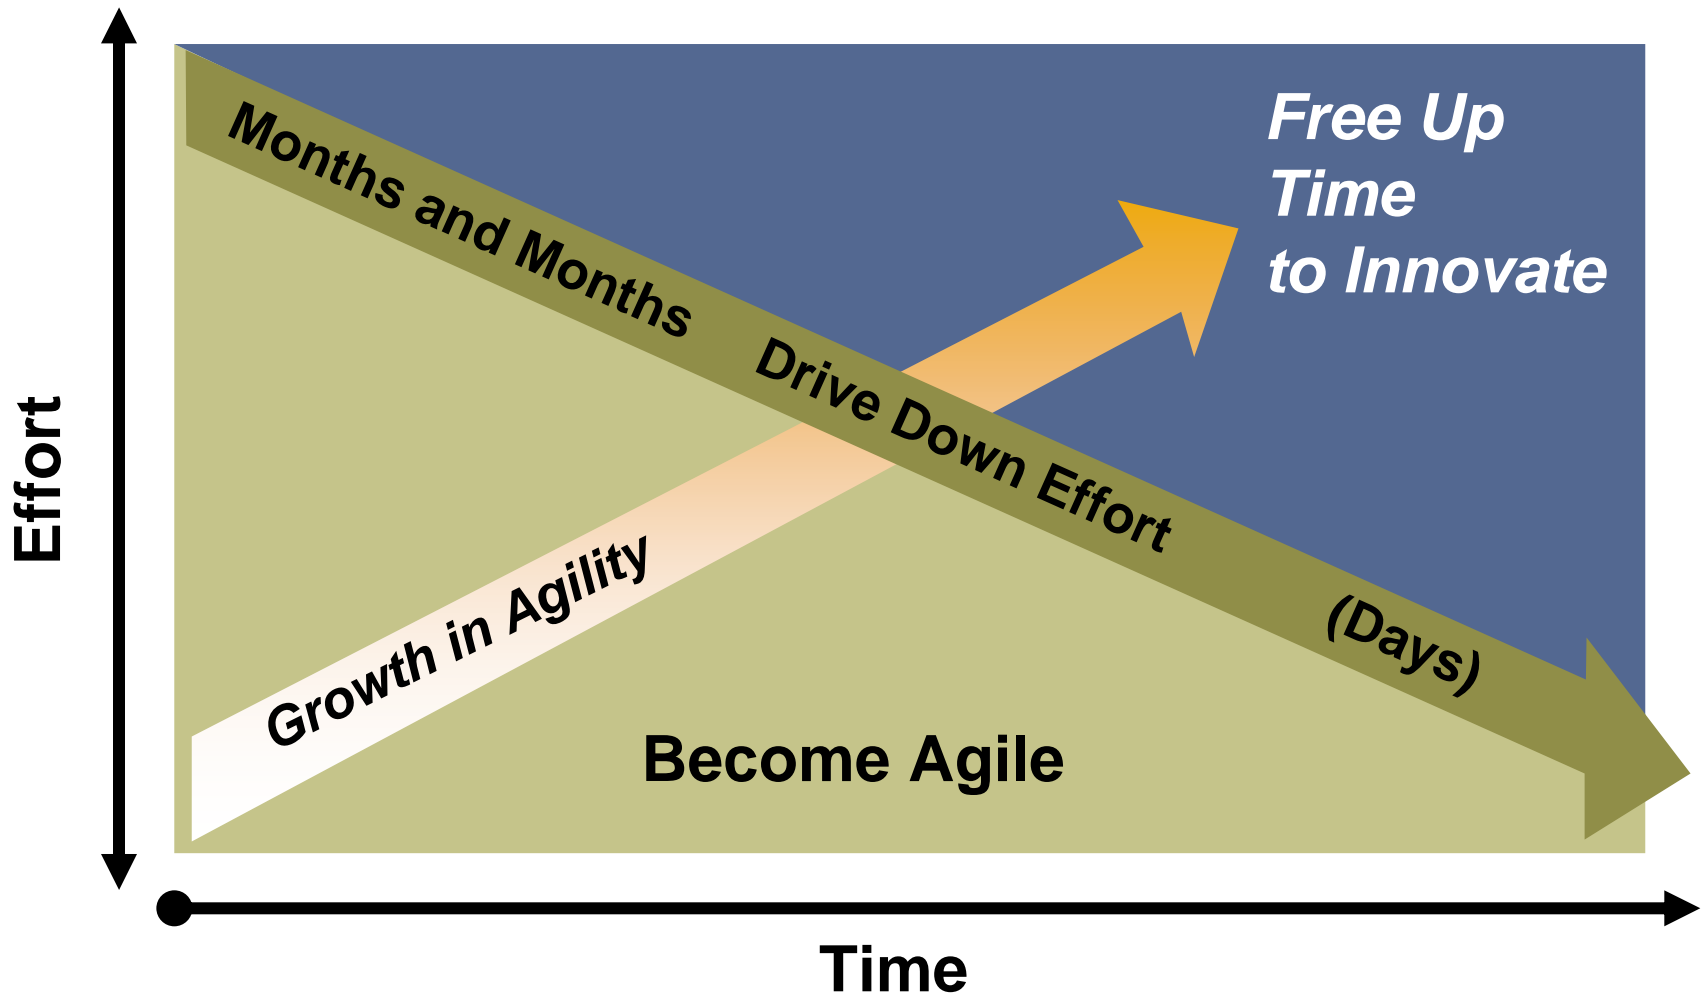 Free Up
Time
to Innovate
Months and Months Drive Down Effort (Days)
Growth in Agility
Become Agile
Effort
Time